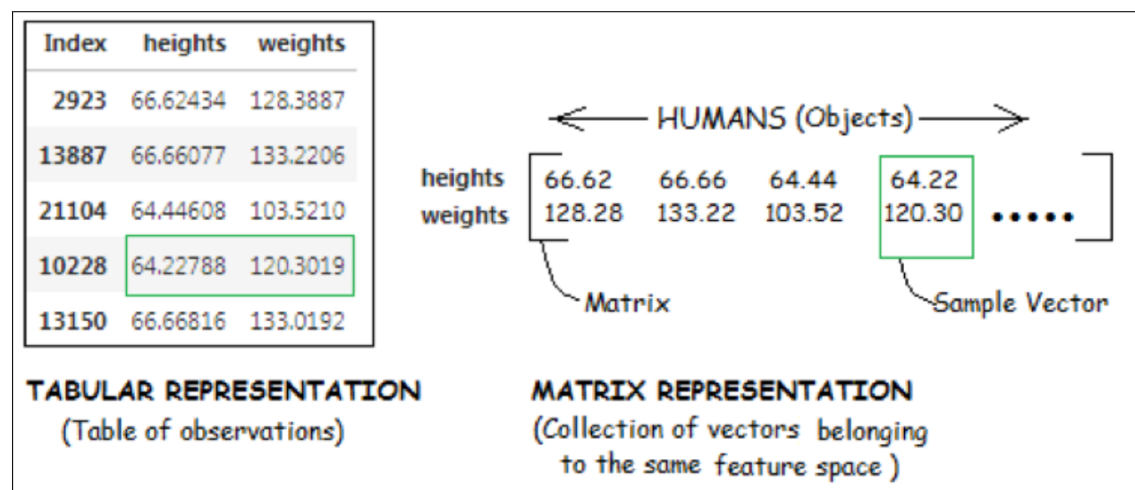 Index heights weights
2923 66.62434 128.3887
13887 66.66077 133.2206
21104 64.44608 103.5210
10228 64.22788 120.3019
13150 66.66816 133.0192
TABULAR REPRESENTATION
(Table of observations)
HUMANS (Objects)
heights 66.62 66.66 64.44 64.22
weights 128.28 133.22 103.52 120.30 •••••
Matrix
Sample Vector
MATRIX REPRESENTATION
(Collection of vectors belonging
to the same feature space )